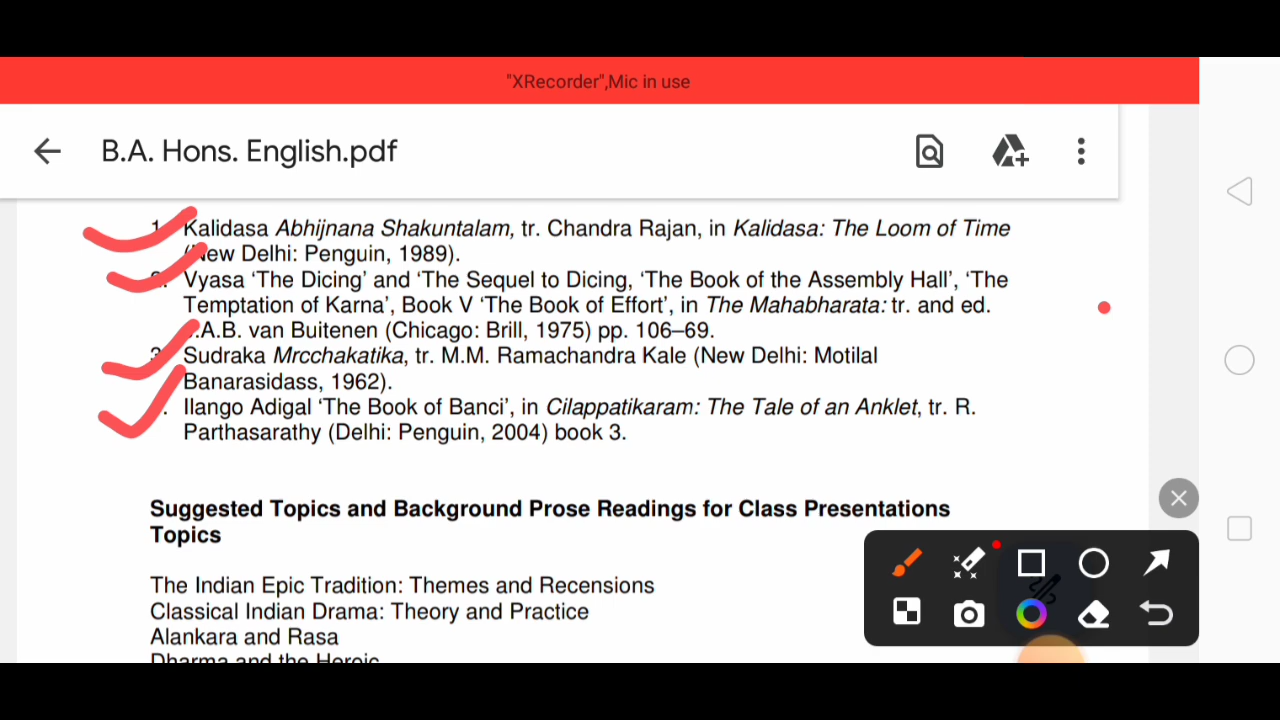 "XRecorder",Mic in use
B.A. Hons. English.pdf
Kalidasa Abhijnana Shakuntalam, tr. Chandra Rajan, in Kalidasa: The Loom of Time
(New Delhi: Penguin, 1989).
Vyasa ‘The Dicing’ and ‘The Sequel to Dicing, ‘The Book of the Assembly Hall’, ‘The
Temptation of Karna’, Book V ‘The Book of Effort’, in The Mahabharata: tr. and ed.
J.A.B. van Buitenen (Chicago: Brill, 1975) pp. 106–69.
3. Sudraka Mrcchakatika, tr. M.M. Ramachandra Kale (New Delhi: Motilal
Banarasidass, 1962).
Ilango Adigal ‘The Book of Banci’, in Cilappatikaram: The Tale of an Anklet, tr. R.
Parthasarathy (Delhi: Penguin, 2004) book 3.
Suggested Topics and Background Prose Readings for Class Presentations
Topics
The Indian Epic Tradition: Themes and Recensions
Classical Indian Drama: Theory and Practice
Alankara and Rasa
Dharma and the Heroic